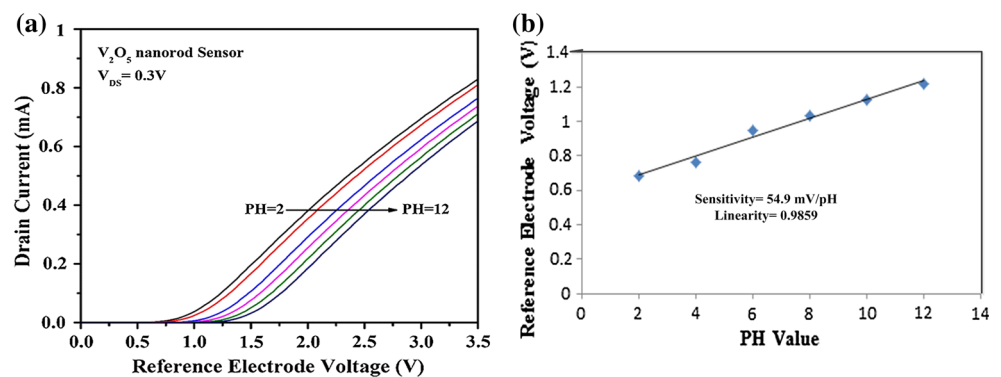 (a)
V₂O₅ nanorod Sensor
V_DS= 0.3V
1
0.8
0.6
0.4
0.2
0.0
Drain Current (mA)
PH=2
PH=12
0.0 0.5 1.0 1.5 2.0 2.5 3.0 3.5
Reference Electrode Voltage (V)
(b)
Reference Electrode Voltage (V)
1.4
1.2
1
0.8
0.6
0.4
0.2
0
Sensitivity= 54.9 mV/pH
Linearity= 0.9859
0 2 4 6 8 10 12 14
PH Value